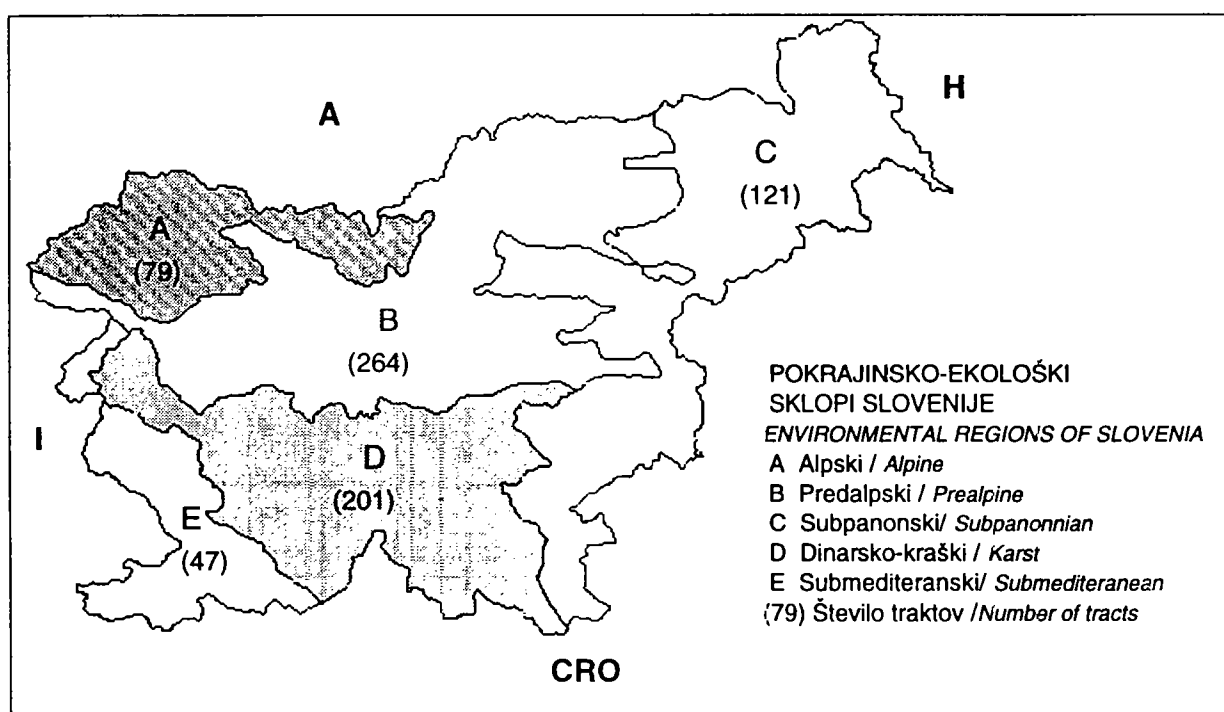 A
H
C
(121)
A
(79)
B
(264)
I
D
(201)
E
(47)
CRO
POKRAJINSKO-EKOLOŠKI
SKLOPI SLOVENIJE
ENVIRONMENTAL REGIONS OF SLOVENIA
A Alpski / Alpine
B Predalpski / Prealpine
C Subpanonski/ Subpanonnian
D Dinarsko-kraški / Karst
E Submediteranski/ Submediteranean
(79) Število traktov /Number of tracts